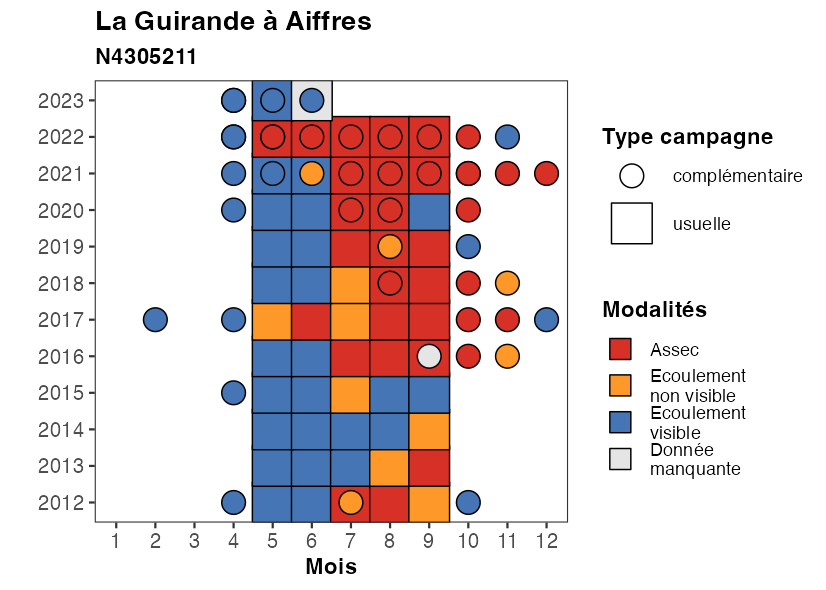 La Guirande à Aiffres
N4305211
2023
2022
2021
2020
2019
2018
2017
2016
2015
2014
2013
2012
1 2 3 4 5 6 7 8 9 10 11 12
Mois
Type campagne
complémentaire
usuelle
Modalités
Assec
Ecoulement
non visible
Ecoulement
visible
Donnée
manquante